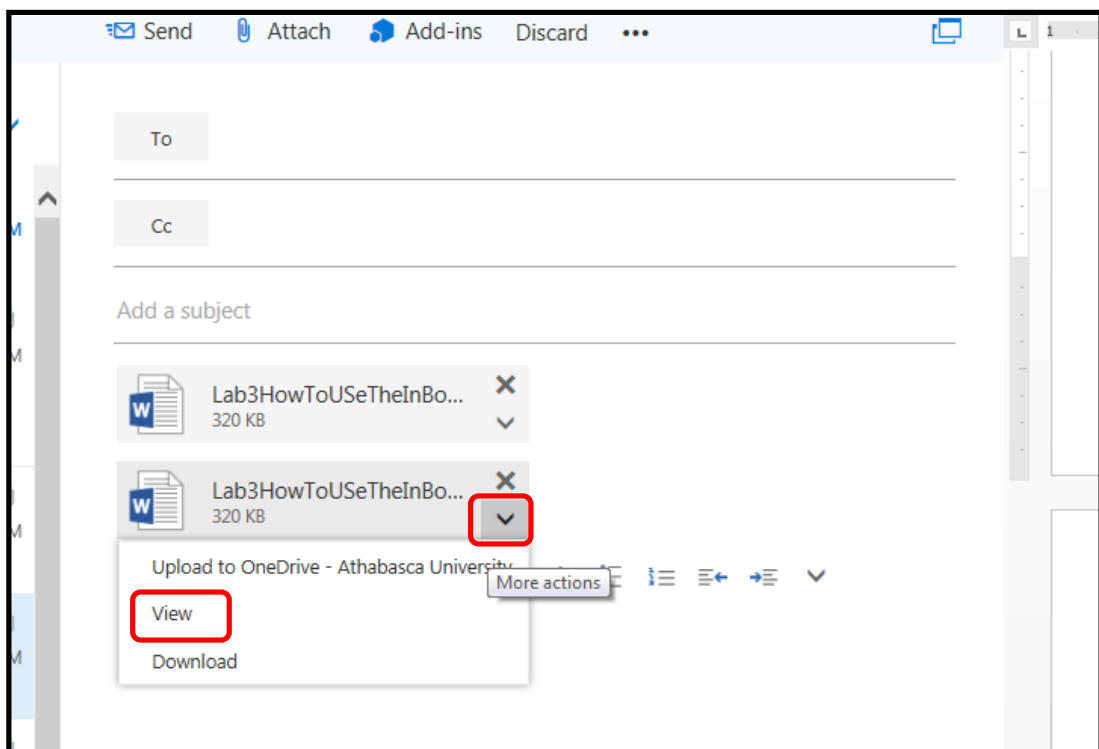 Send Attach Add-ins Discard •••
L 1
To
M
Cc
Add a subject
M
Lab3HowToUSeTheInBo...
W
320 KB
Lab3HowToUSeTheInBo...
W
320 KB
M
Upload to OneDrive - Athabasca University
More actions
View
M
Download